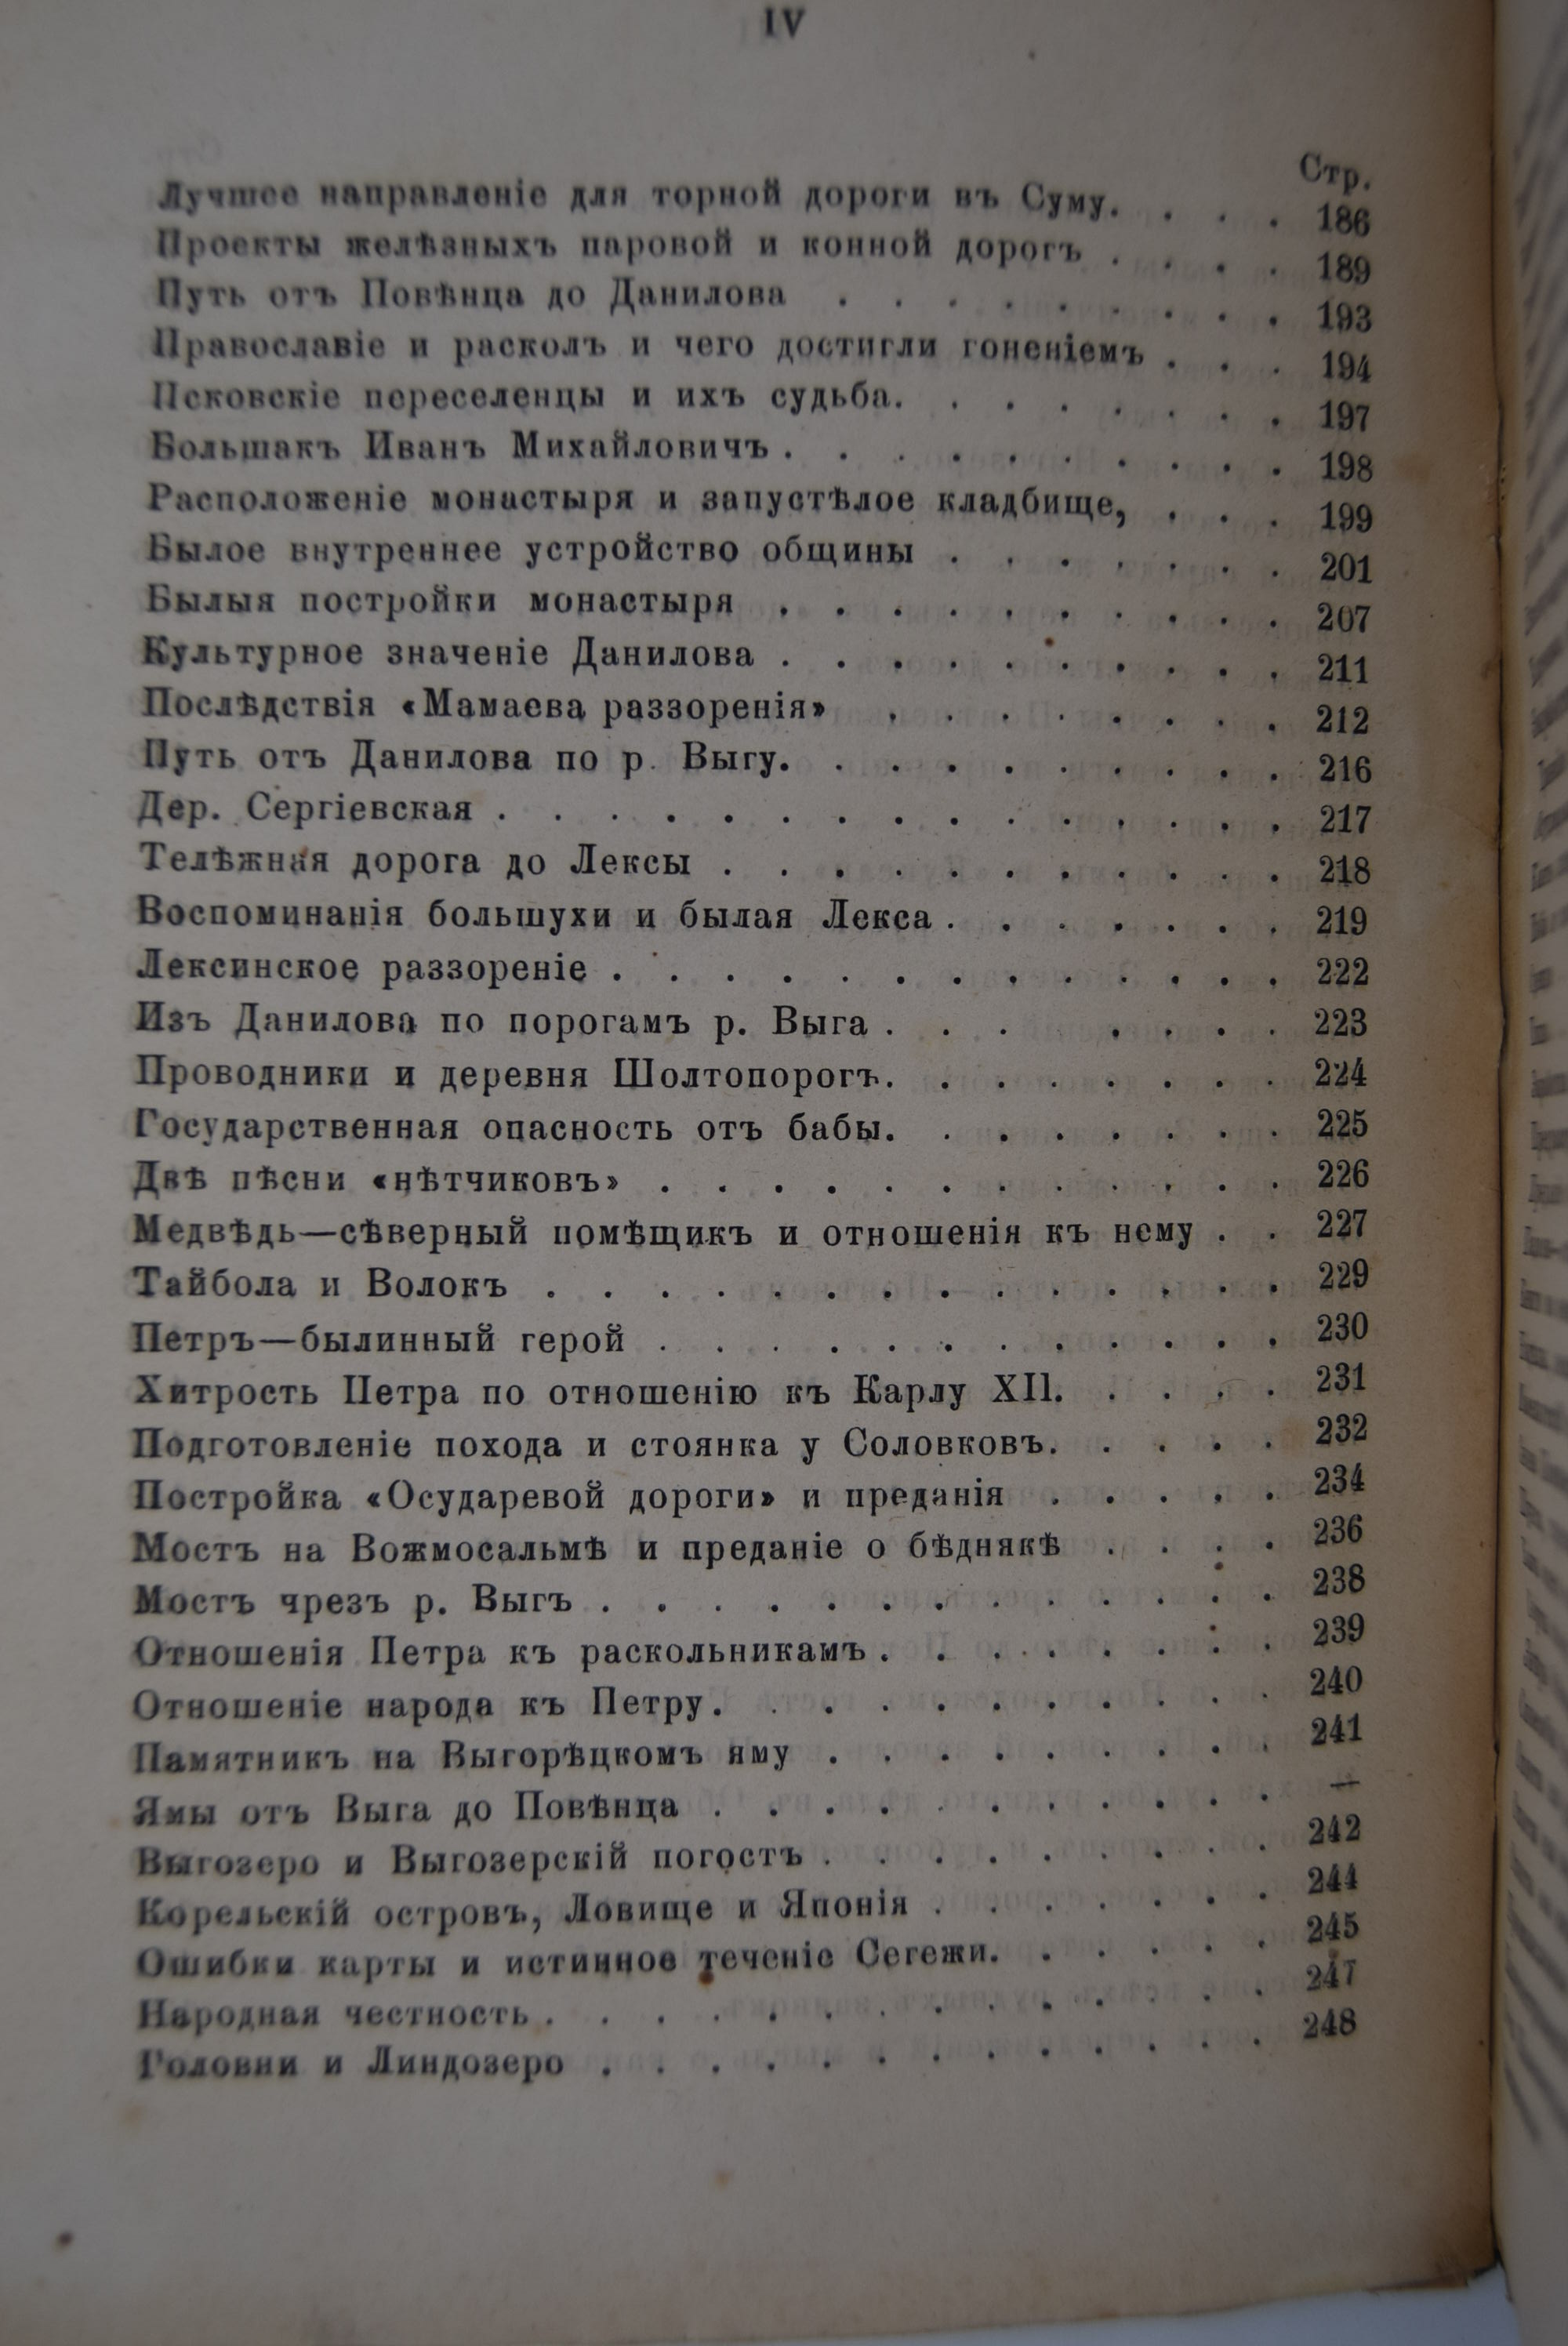 IV
Стр.
Лучшее направленіе для торной дороги въ Суму. . . . 186
Проекты желѣзныхъ паровой и конной дорогъ . . . . 189
Путь отъ Повѣнца до Данилова . . . . . . . . . 193
Православіе и расколъ и чего достигли гоненіемъ . . . 194
Псковскіе переселенцы и ихъ судьба. . . . . . . . 197
Большакъ Иванъ Михайловичъ . . . . . . . . . . 198
Расположеніе монастыря и запустѣлое кладбище, . . . 199
Былое внутреннее устройство общины . . . . . . . 201
Былыя постройки монастыря . . . . . . . . . . 207
Культурное значеніе Данилова . . . . . . . . . . 211
Послѣдствія «Мамаева раззоренія» . . . . . . . . 212
Путь отъ Данилова по р. Выгу. . . . . . . . . . 216
Дер. Сергіевская . . . . . . . . . . . . . . . 217
Телѣжная дорога до Лексы . . . . . . . . . . . 218
Воспоминанія большухи и былая Лекса . . . . . . . 219
Лексинское раззореніе . . . . . . . . . . . . . 222
Изъ Данилова по порогамъ р. Выга . . . . . . . 223
Проводники и деревня Шолтопорогъ. . . . . . . . 224
Государственная опасность отъ бабы. . . . . . . . 225
Двѣ пѣсни «нѣтчиковъ» . . . . . . . . . . . . 226
Медвѣдь—сѣверный помѣщикъ и отношенія къ нему . . 227
Тайбола и Волокъ . . . . . . . . . . . . . . 229
Петръ—былинный герой . . . . . . . . . . . . 230
Хитрость Петра по отношенію къ Карлу XII. . . . . 231
Подготовленіе похода и стоянка у Соловковъ. . . . . 232
Постройка «Осударевой дороги» и преданія . . . . . 234
Мостъ на Вожмосальмѣ и преданіе о бѣднякѣ . . . . 236
Мостъ чрезъ р. Выгъ . . . . . . . . . . . . . 238
Отношенія Петра къ раскольникамъ . . . . . . . . 239
Отношеніе народа къ Петру. . . . . . . . . . . 240
Памятникъ на Выгорѣцкомъ яму . . . . . . . . . 241
Ямы отъ Выга до Повѣнца . . . . . . . . . . . —
Выгозеро и Выгозерскій погостъ . . . . . . . . . 242
Корельскій островъ, Ловище и Японія . . . . . . . 244
Ошибки карты и истинное теченіе Сегежи. . . . . . 245
Народная честность . . . . . . . . . . . . . . 247
Головни и Линдозеро . . . . . . . . . . . . . 248